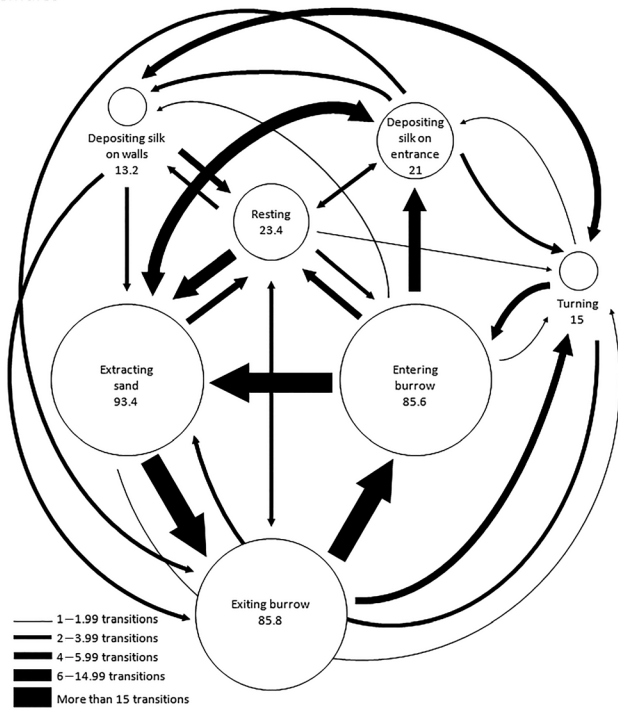 Depositing silk
on walls
13.2
Depositing
silk on
entrance
21
Resting
23.4
Turning
15
Extracting
sand
93.4
Entering
burrow
85.6
Exiting burrow
85.8
1–1.99 transitions
2–3.99 transitions
4–5.99 transitions
6–14.99 transitions
More than 15 transitions